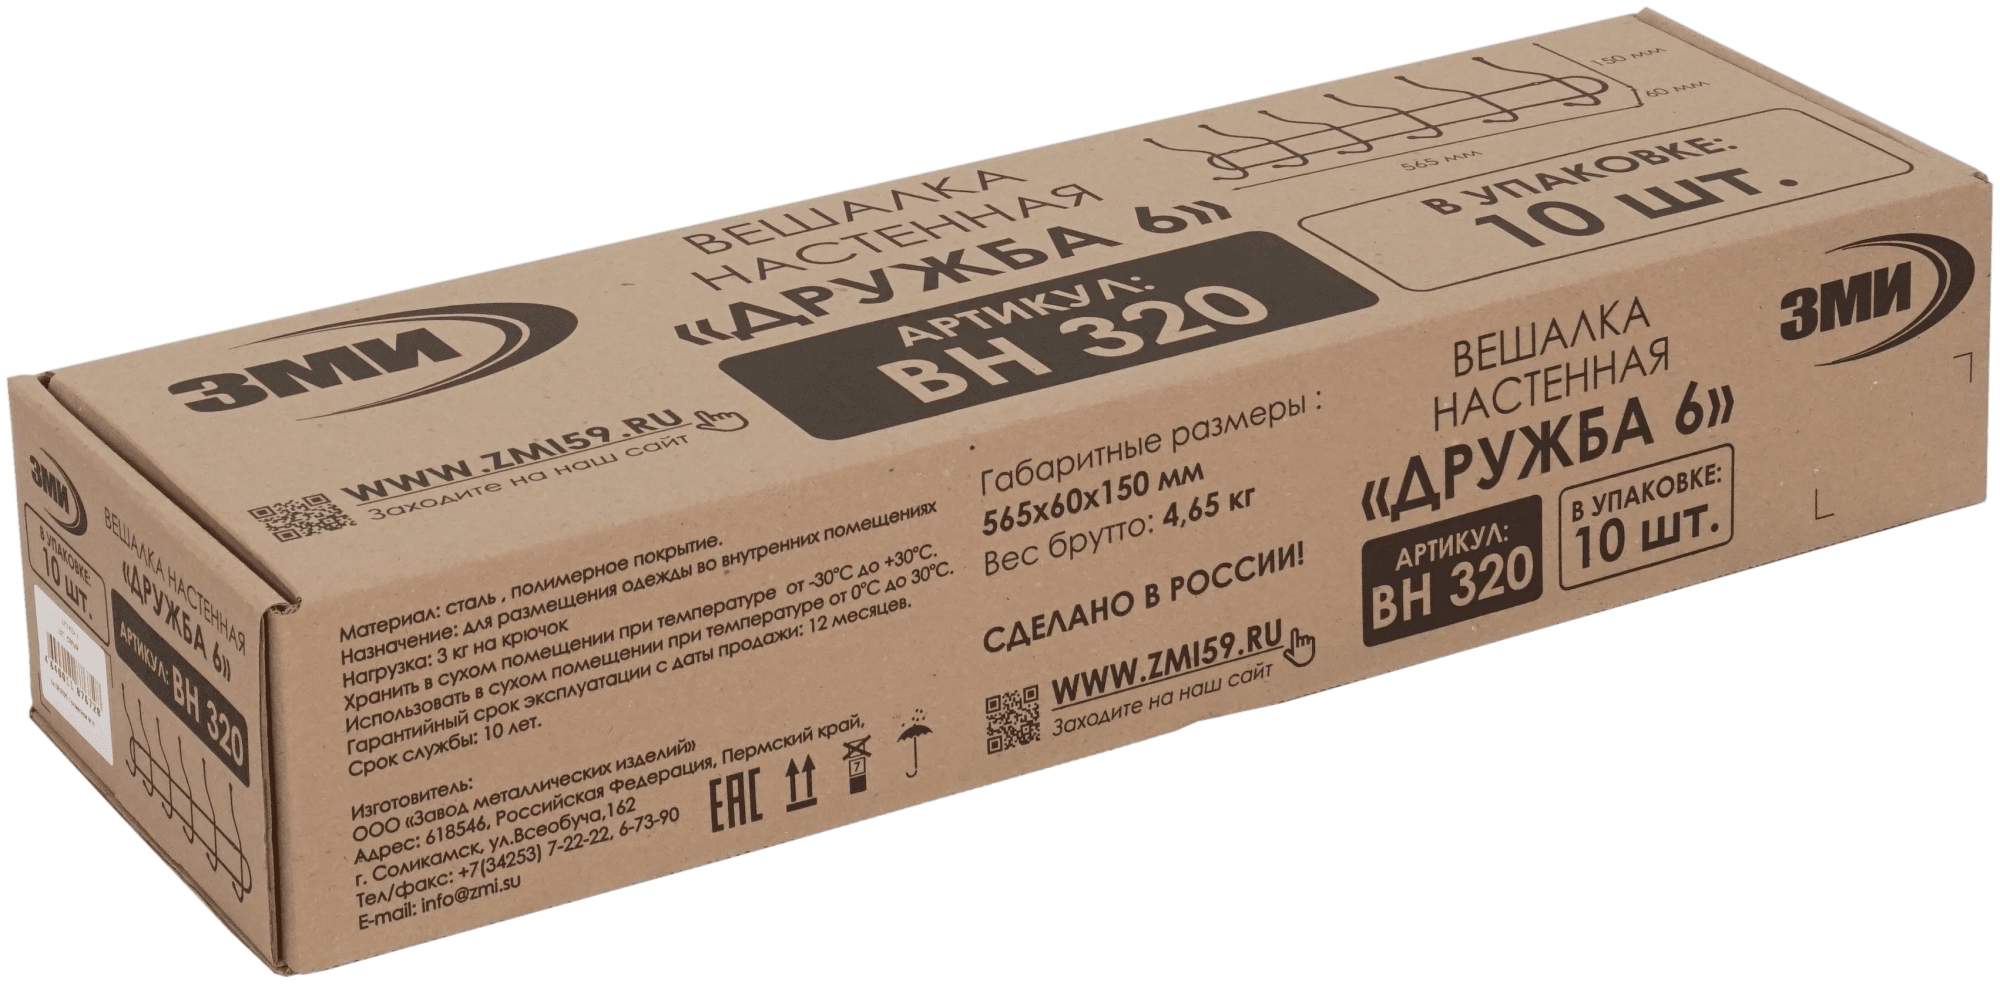 ЗМИ
WWW.ZMI59.RU
Заходите на наш сайт
ВЕШАЛКА
НАСТЕННАЯ
«ДРУЖБА 6»
АРТИКУЛ:
ВН 320
150 мм
60 мм
565 мм
В УПАКОВКЕ:
10 ШТ.
ЗМИ
В УПАКОВКЕ:
10 ШТ.
ВЕШАЛКА НАСТЕННАЯ
«ДРУЖБА 6»
АРТИКУЛ: ВН 320
Материал: сталь , полимерное покрытие.
Назначение: для размещения одежды во внутренних помещениях
Нагрузка: 3 кг на крючок
Хранить в сухом помещении при температуре от -30°С до +30°С.
Использовать в сухом помещении при температуре от 0°С до 30°С.
Гарантийный срок эксплуатации с даты продажи: 12 месяцев.
Срок службы: 10 лет.
Изготовитель:
ООО «Завод металлических изделий»
Адрес: 618546, Российская Федерация, Пермский край,
г. Соликамск, ул.Всеобуча,162
Тел/факс: +7(34253) 7-22-22, 6-73-90
E-mail: info@zmi.su
EAC
7
Габаритные размеры :
565х60х150 мм
Вес брутто: 4,65 кг
СДЕЛАНО В РОССИИ!
WWW.ZMI59.RU
Заходите на наш сайт
ВЕШАЛКА
НАСТЕННАЯ
«ДРУЖБА 6»
АРТИКУЛ:
ВН 320
В УПАКОВКЕ:
10 ШТ.
ЗМИ